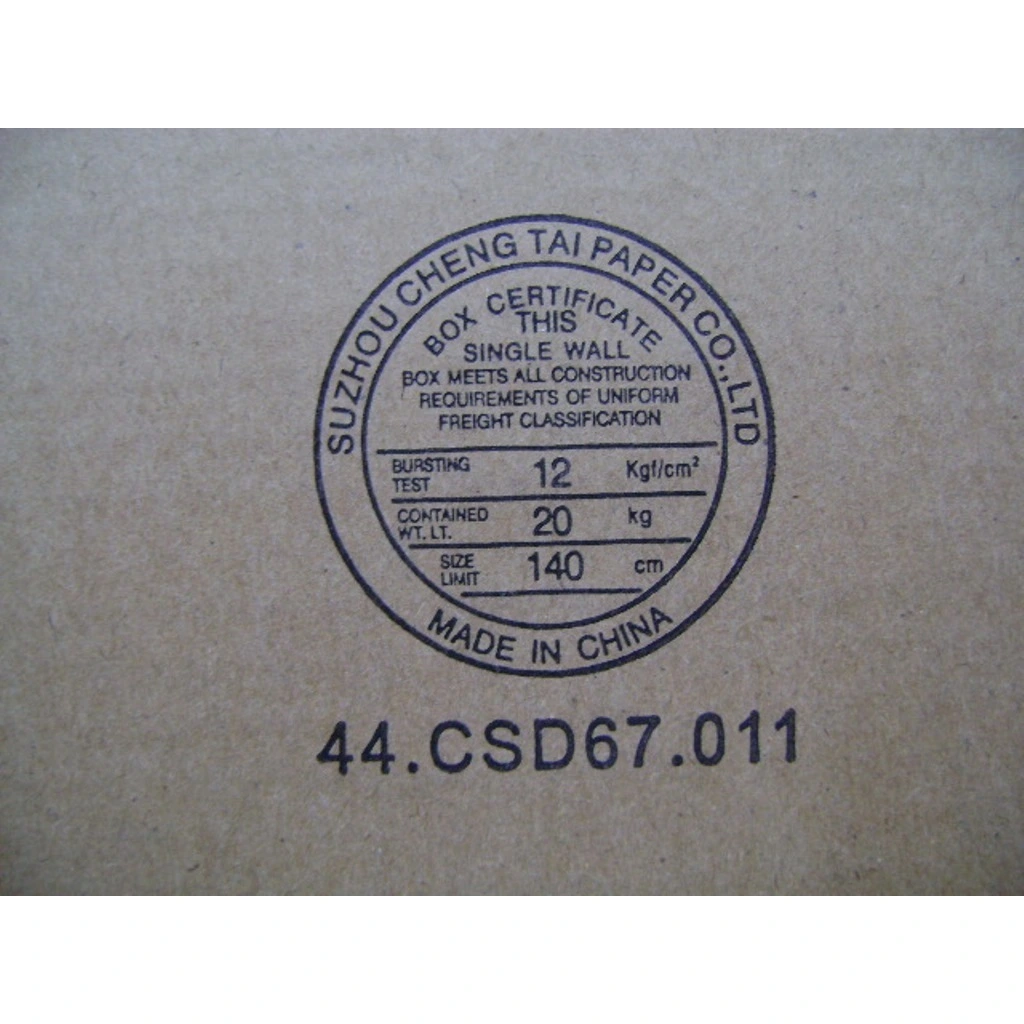 SUZHOU CHENG TAI PAPER CO.,LTD
BOX CERTIFICATE
THIS
SINGLE WALL
BOX MEETS ALL CONSTRUCTION
REQUIREMENTS OF UNIFORM
FREIGHT CLASSIFICATION
BURSTING TEST 12 Kgf/cm²
CONTAINED WT. LT. 20 kg
SIZE LIMIT 140 cm
MADE IN CHINA
44.CSD67.011